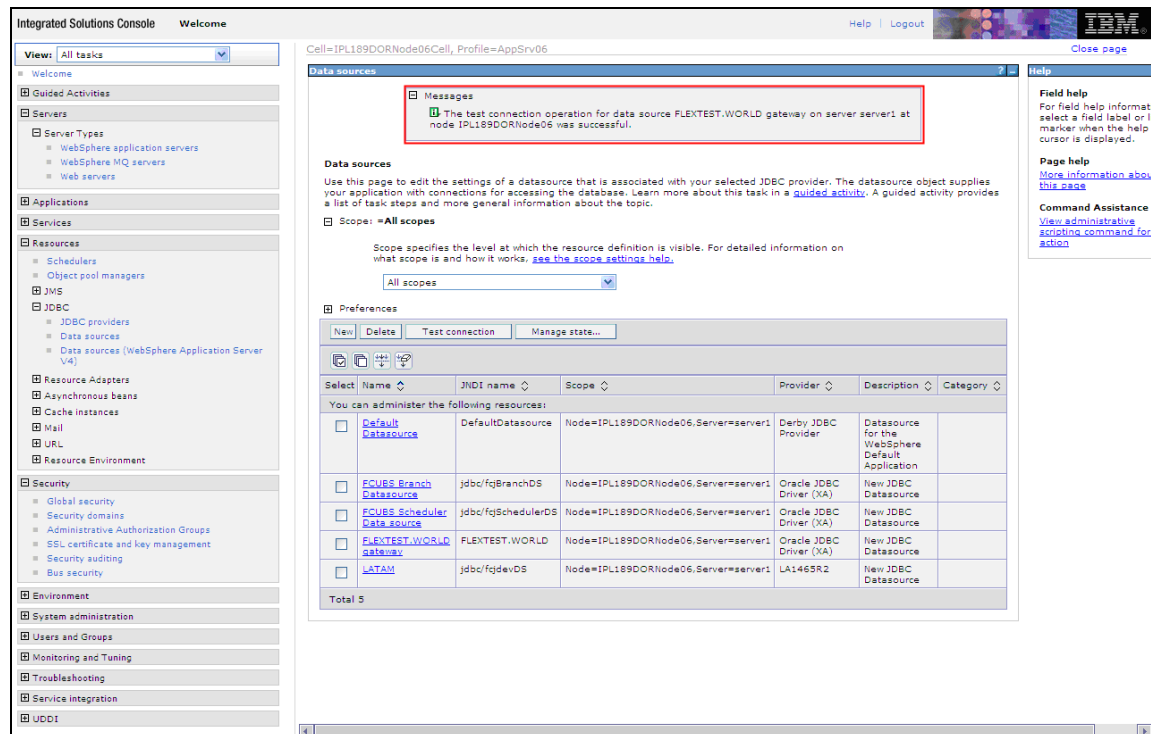 Integrated Solutions Console Welcome Help | Logout IBM.
View: All tasks
Welcome
Guided Activities
Servers
Server Types
WebSphere application servers
WebSphere MQ servers
Web servers
Applications
Services
Resources
Schedulers
Object pool managers
JMS
JDBC
JDBC providers
Data sources
Data sources (WebSphere Application Server
V4)
Resource Adapters
Asynchronous beans
Cache instances
Mail
URL
Resource Environment
Security
Global security
Security domains
Administrative Authorization Groups
SSL certificate and key management
Security auditing
Bus security
Environment
System administration
Users and Groups
Monitoring and Tuning
Troubleshooting
Service integration
UDDI
Cell=IPL189DORNode06Cell, Profile=AppSrv06
Close page
Data sources ? -
Messages
The test connection operation for data source FLEXTEST.WORLD gateway on server server1 at
node IPL189DORNode06 was successful.
Data sources
Use this page to edit the settings of a datasource that is associated with your selected JDBC provider. The datasource object supplies
your application with connections for accessing the database. Learn more about this task in a guided activity. A guided activity provides
a list of task steps and more general information about the topic.
Scope: =All scopes
Scope specifies the level at which the resource definition is visible. For detailed information on
what scope is and how it works, see the scope settings help.
All scopes
Preferences
New Delete Test connection Manage state...
Select Name JNDI name Scope Provider Description Category
You can administer the following resources:
Default
Datasource
DefaultDatasource
Node=IPL189DORNode06,Server=server1
Derby JDBC
Provider
Datasource
for the
WebSphere
Default
Application
FCUBS Branch
Datasource
jdbc/fcjBranchDS
Node=IPL189DORNode06,Server=server1
Oracle JDBC
Driver (XA)
New JDBC
Datasource
FCUBS Scheduler
Data source
jdbc/fcjSchedulerDS
Node=IPL189DORNode06,Server=server1
Oracle JDBC
Driver (XA)
New JDBC
Datasource
FLEXTEST.WORLD
gateway
FLEXTEST.WORLD
Node=IPL189DORNode06,Server=server1
Oracle JDBC
Driver (XA)
New JDBC
Datasource
LATAM
jdbc/fcjdevDS
Node=IPL189DORNode06,Server=server1
LA1465R2
New JDBC
Datasource
Total 5
Help
Field help
For field help informat
select a field label or l
marker when the help
cursor is displayed.
Page help
More information abou
this page
Command Assistance
View administrative
scripting command for
action